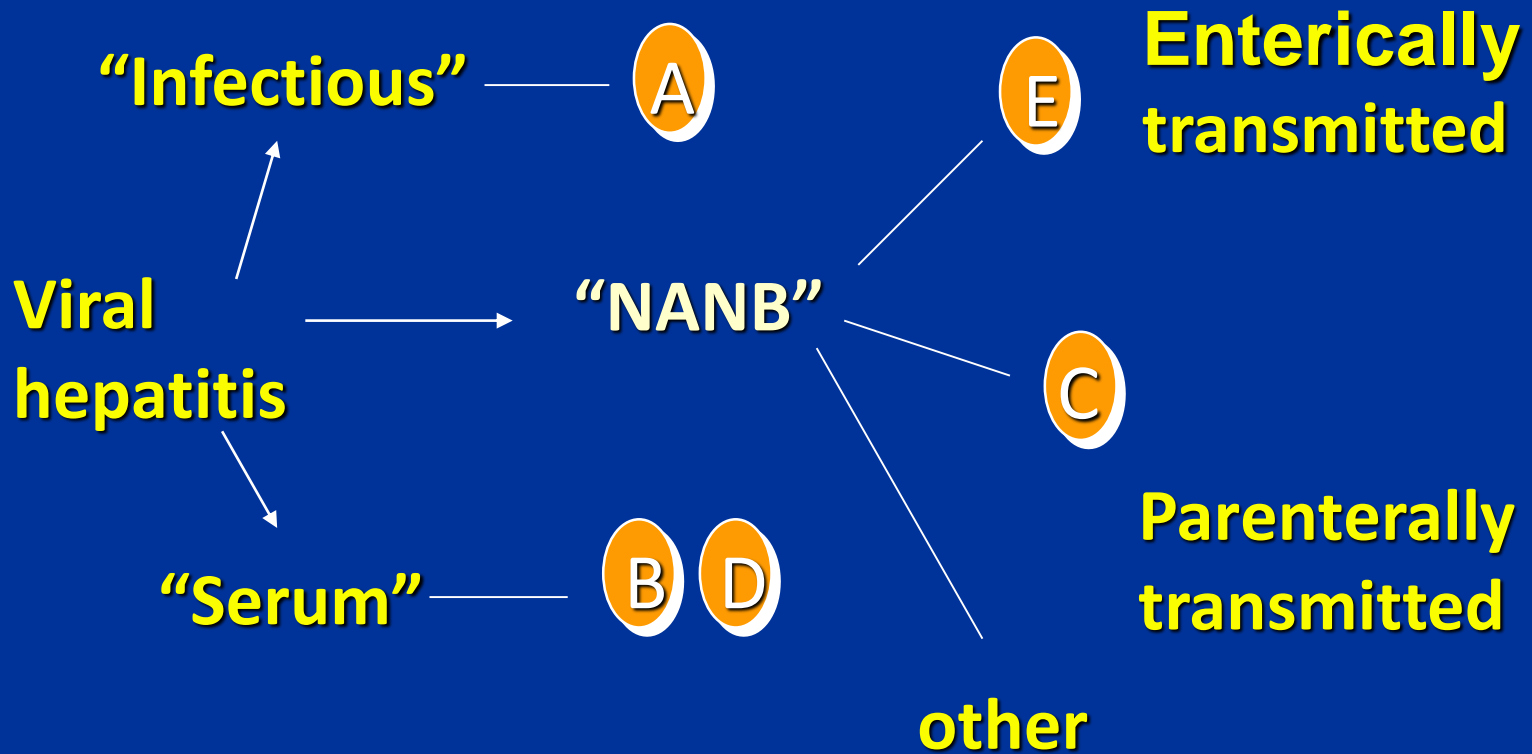 “Infectious”
A
E
Enterically
transmitted
Viral
hepatitis
“NANB”
C
“Serum”
B D
Parenterally
transmitted
other